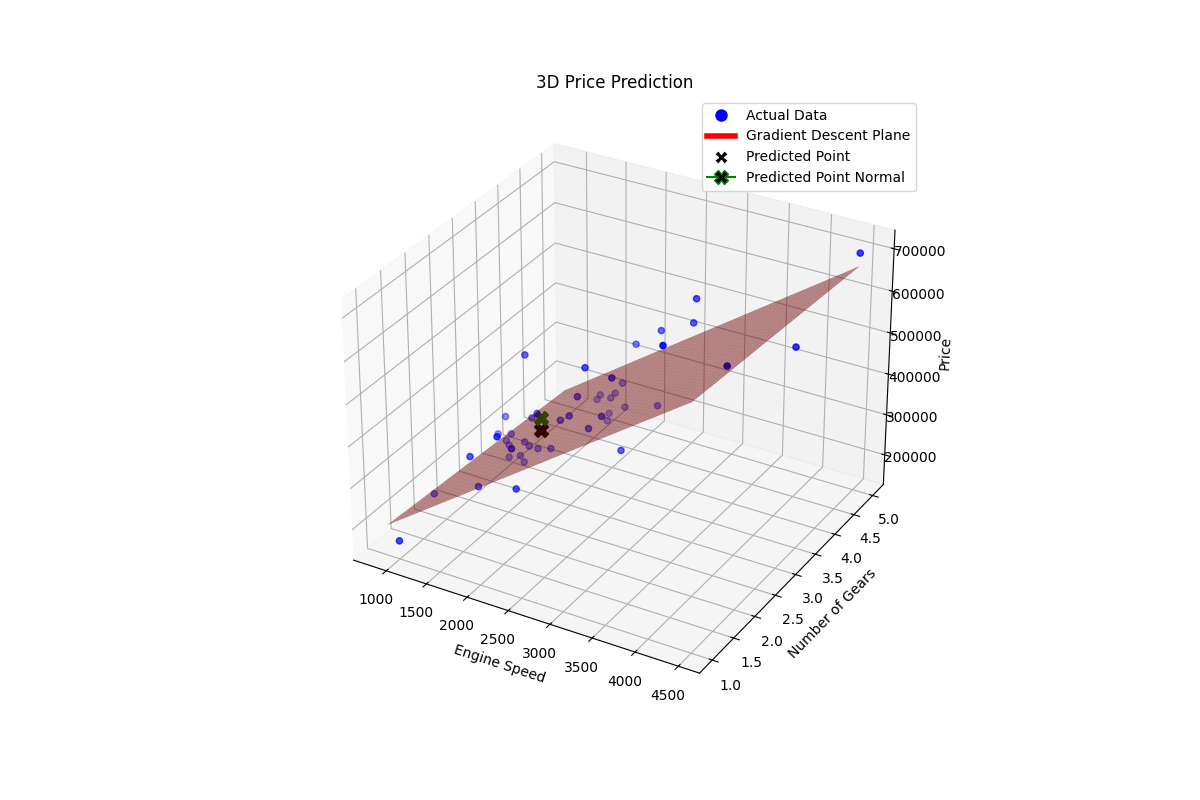 3D Price Prediction
Actual Data
Gradient Descent Plane
Predicted Point
Predicted Point Normal
700000
600000
500000
400000
300000
200000
Price
5.0
4.5
4.0
3.5
3.0
2.5
2.0
1.5
1.0
Number of Gears
1000
1500
2000
2500
3000
3500
4000
4500
Engine Speed